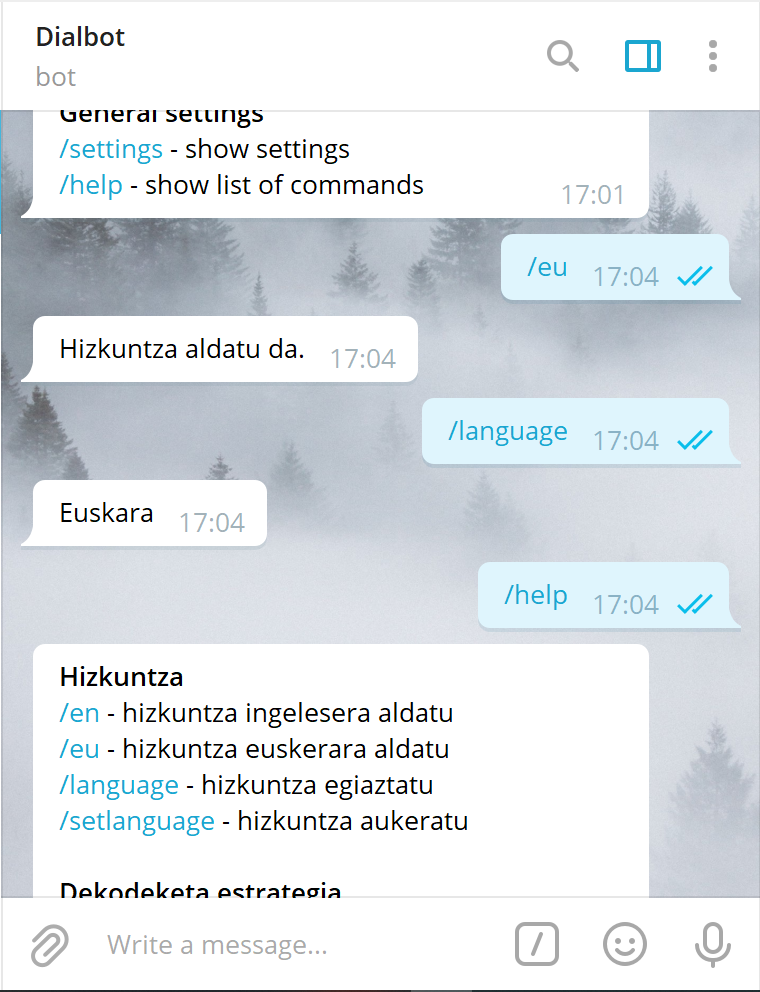 Dialbot
bot
General settings
/settings - show settings
/help - show list of commands
17:01
/eu 17:04
Hizkuntza aldatu da. 17:04
/language 17:04
Euskara 17:04
/help 17:04
Hizkuntza
/en - hizkuntza ingelesera aldatu
/eu - hizkuntza euskerara aldatu
/language - hizkuntza egiaztatu
/setlanguage - hizkuntza aukeratu
Dekodeketa estrategia
Write a message...